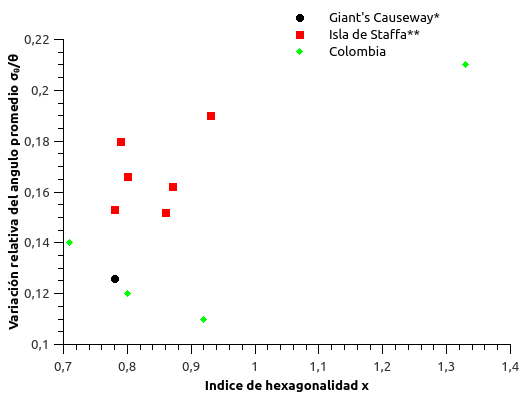 Giant's Causeway*
Isla de Staffa**
Colombia
Variación relativa del angulo promedio σ₀/θ
0,22
0,2
0,18
0,16
0,14
0,12
0,1
0,7 0,8 0,9 1 1,1 1,2 1,3 1,4
Indice de hexagonalidad x